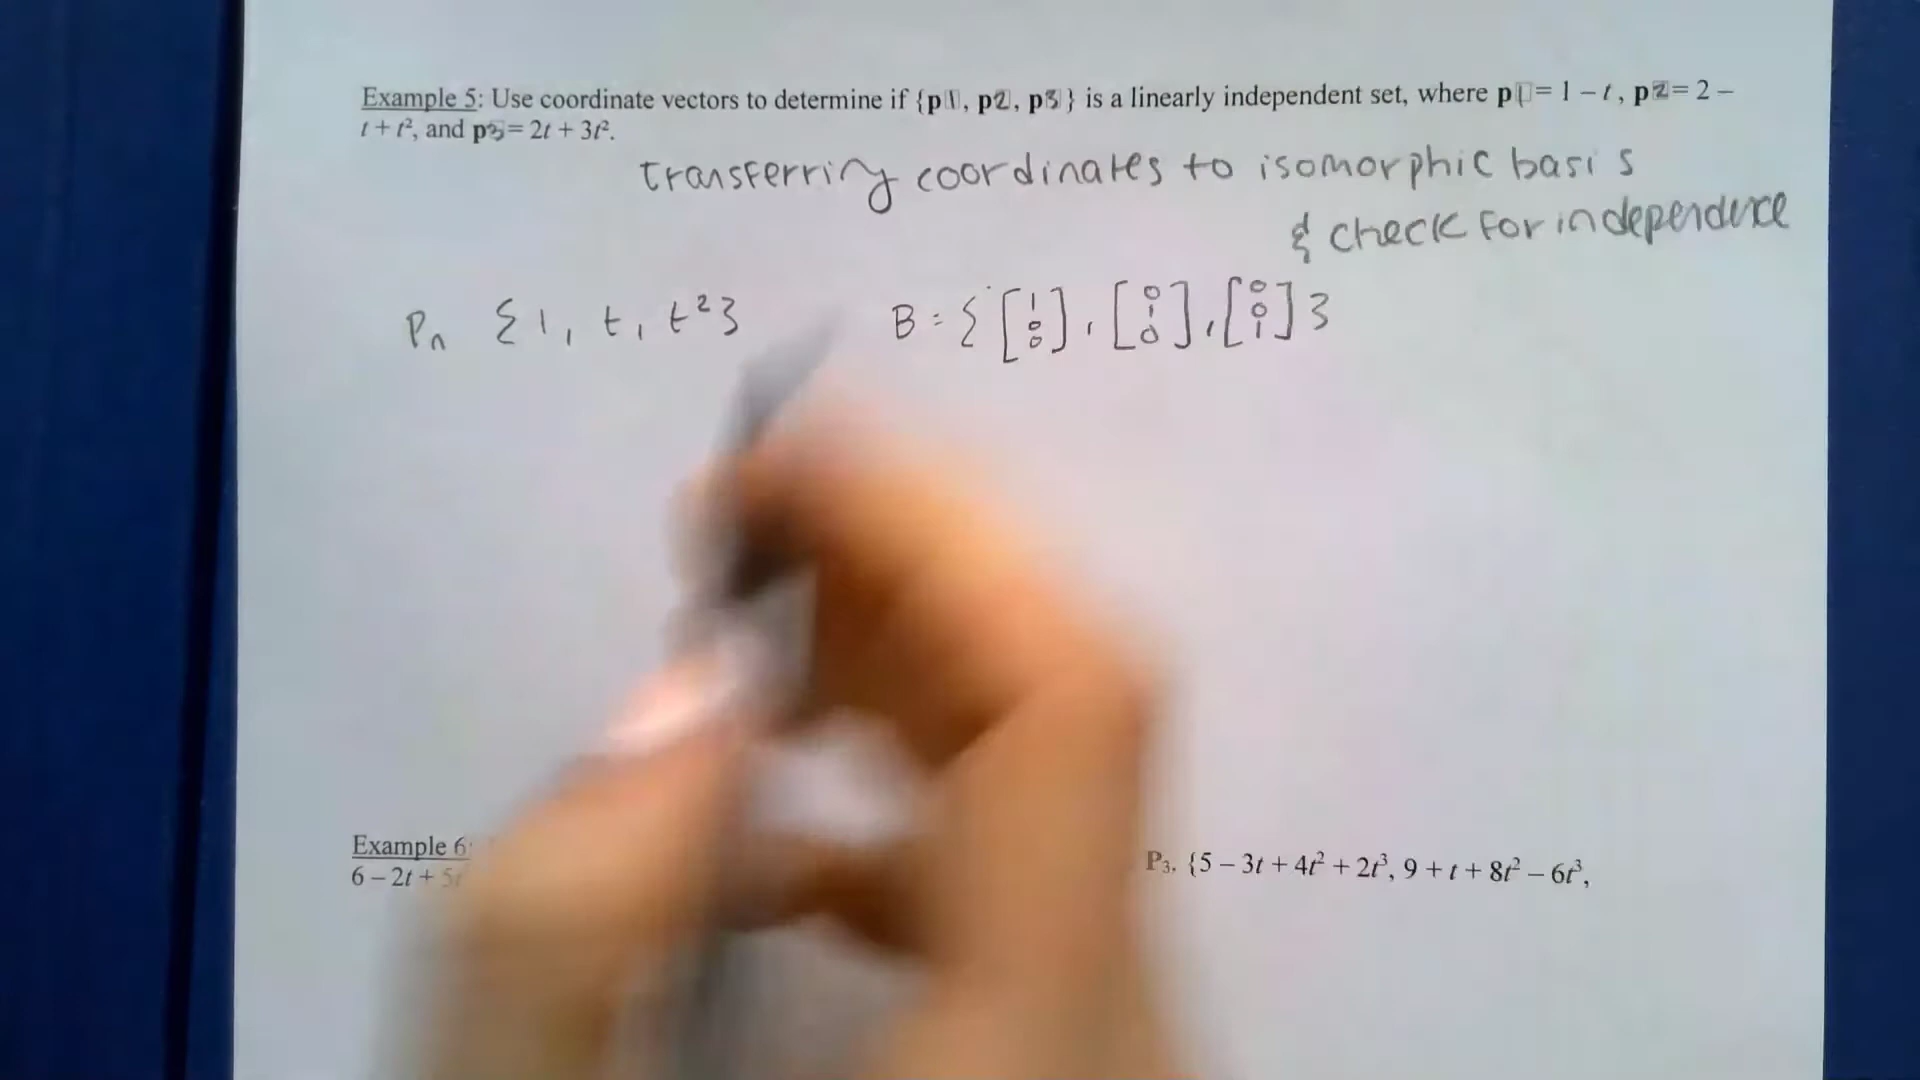 Example 5: Use coordinate vectors to determine if {p1, p2, p3} is a linearly independent set, where p1 = 1 – t, p2 = 2 –
t + t², and p3 = 2t + 3t².
transferring coordinates to isomorphic basis
& check for independence
Pn {1, t, t²} B = {[1 0 0], [0 1 0], [0 0 1]}
Example 6:
P3. {5 – 3t + 4t² + 2t³, 9 + t + 8t² – 6t³,
6 – 2t + 5t